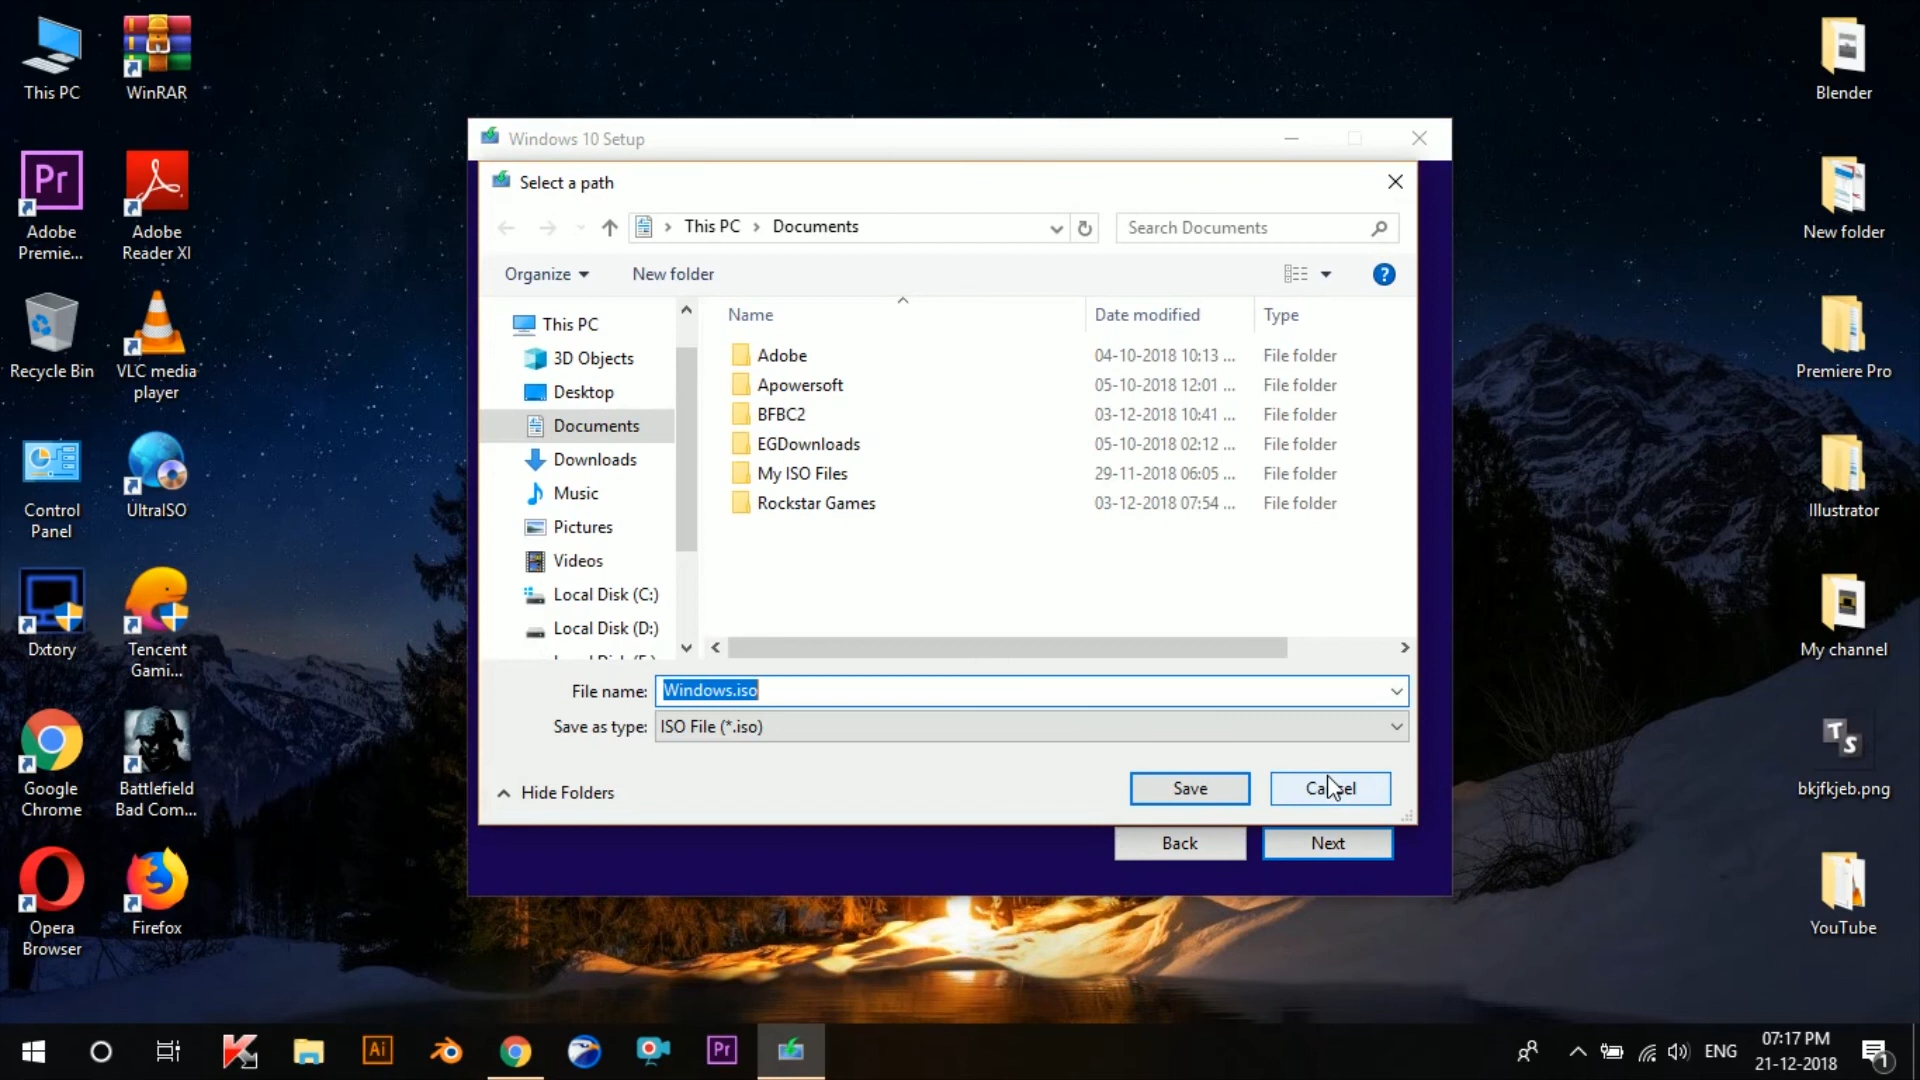 This PC
WinRAR
Adobe
Premie...
Adobe
Reader XI
Recycle Bin
VLC media
player
Control
Panel
UltraISO
Dxtory
Tencent
Gami...
Google
Chrome
Battlefield
Bad Com...
Opera
Browser
Firefox
Windows 10 Setup
Select a path
This PC
Documents
Search Documents
Organize
New folder
This PC
3D Objects
Desktop
Documents
Downloads
Music
Pictures
Videos
Local Disk (C:)
Local Disk (D:)
Name Date modified Type
Adobe 04-10-2018 10:13 ... File folder
Apowersoft 05-10-2018 12:01 ... File folder
BFBC2 03-12-2018 10:41 ... File folder
EGDownloads 05-10-2018 02:12 ... File folder
My ISO Files 29-11-2018 06:05 ... File folder
Rockstar Games 03-12-2018 07:54 ... File folder
File name: Windows.iso
Save as type: ISO File (*.iso)
Hide Folders
Save
Cancel
Back
Next
Blender
New folder
Premiere Pro
Illustrator
My channel
bkjfkjeb.png
YouTube
Pr
Ai
Pr
TS
ENG
07:17 PM
21-12-2018
1